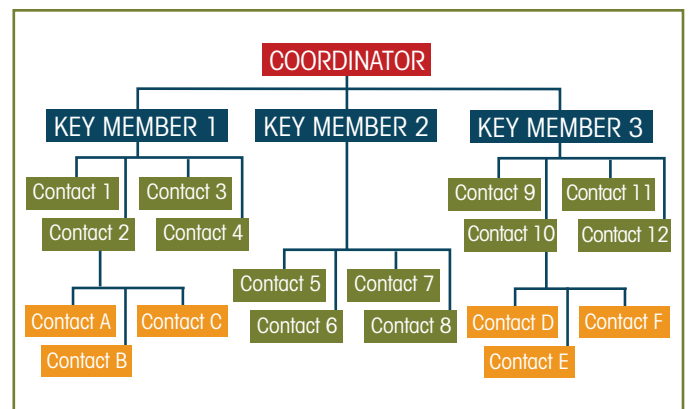 COORDINATOR
KEY MEMBER 1
KEY MEMBER 2
KEY MEMBER 3
Contact 1
Contact 3
Contact 2
Contact 4
Contact 9
Contact 11
Contact 10
Contact 12
Contact 5
Contact 7
Contact 6
Contact 8
Contact A
Contact C
Contact B
Contact D
Contact F
Contact E